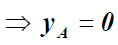 ⇒ y_A = 0